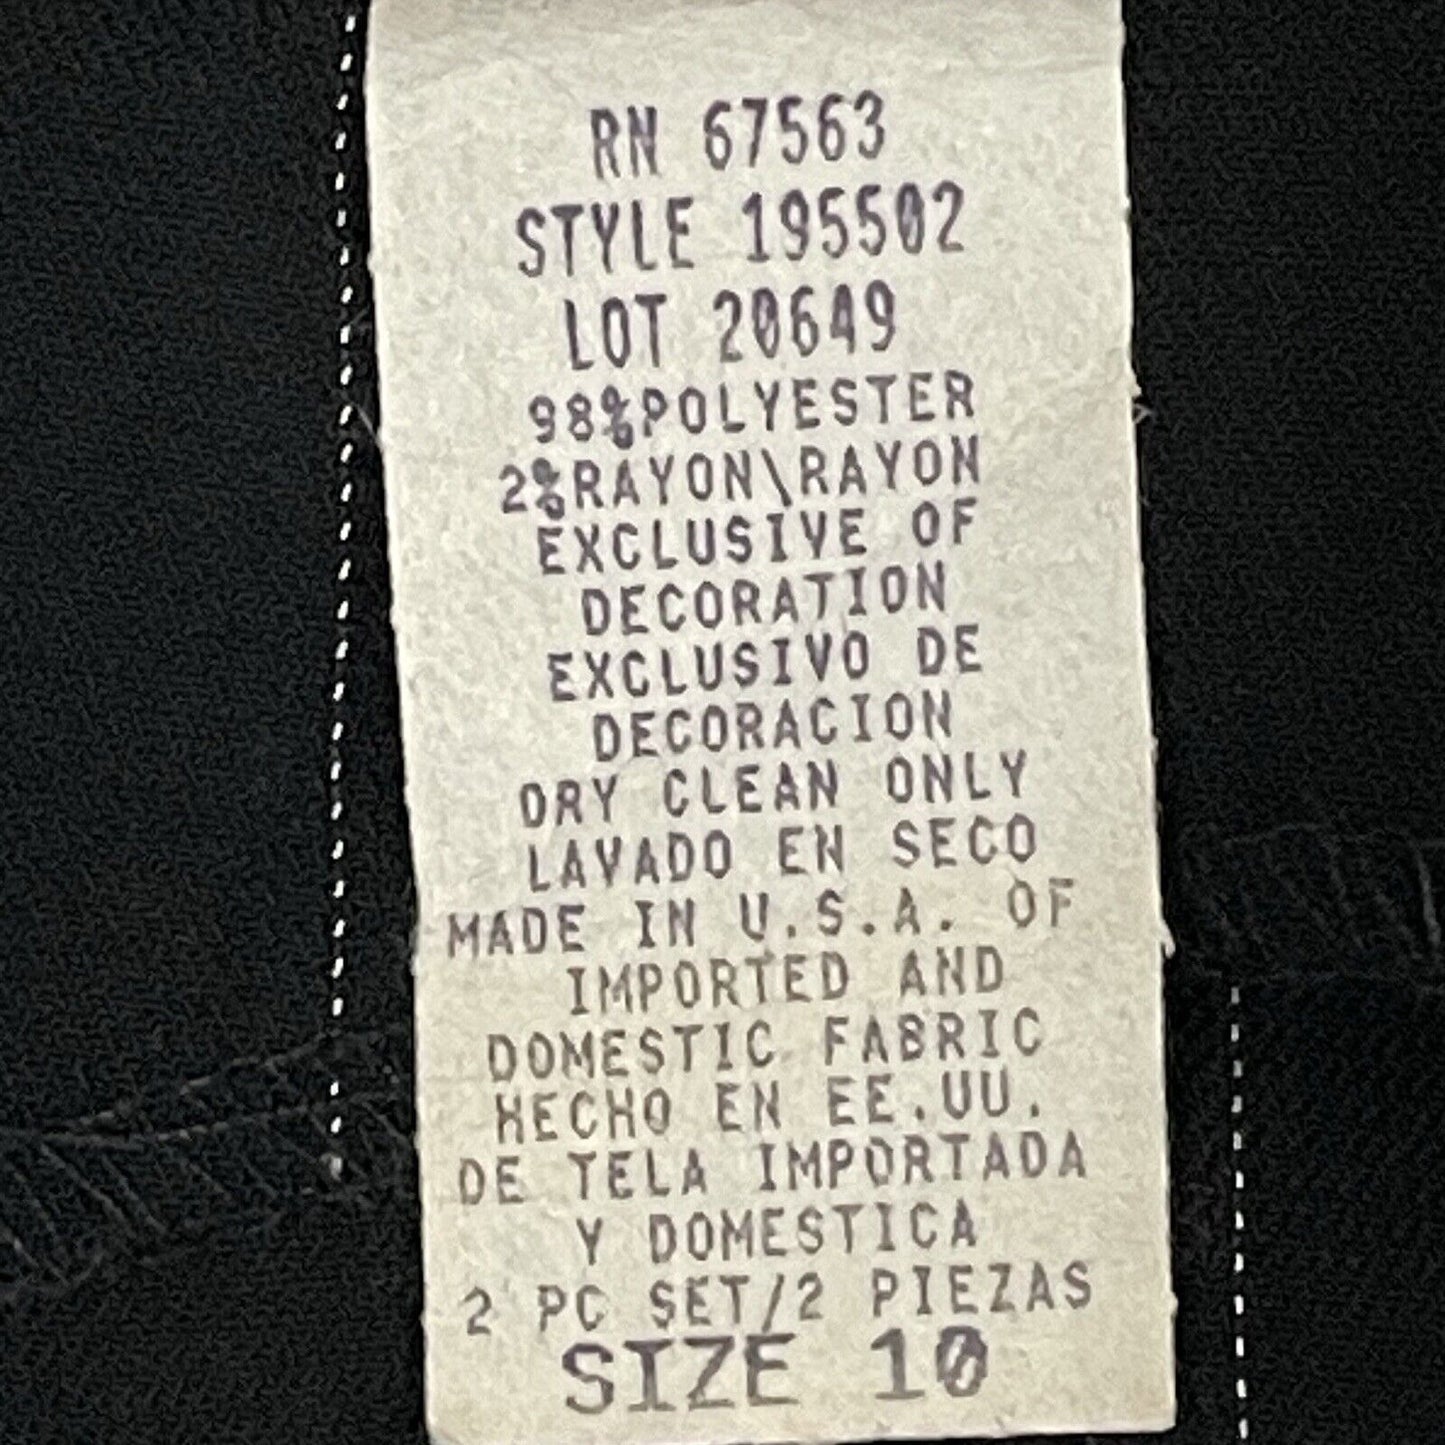 RN 67563
STYLE 195502
LOT 20649
98%POLYESTER
2%RAYON\RAYON
EXCLUSIVE OF
DECORATION
EXCLUSIVO DE
DECORACION
DRY CLEAN ONLY
LAVADO EN SECO
MADE IN U.S.A. OF
IMPORTED AND
DOMESTIC FABRIC
HECHO EN EE.UU.
DE TELA IMPORTADA
Y DOMESTICA
2 PC SET/2 PIEZAS
SIZE 10